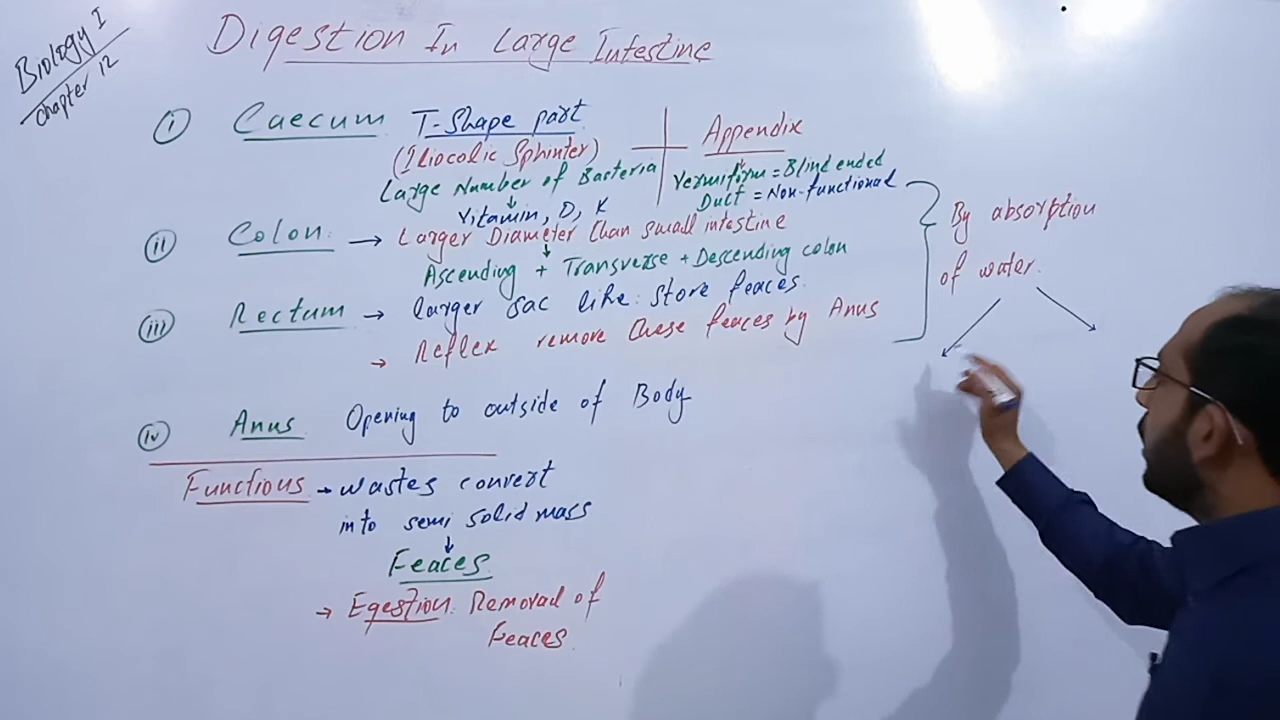 Biology I
Chapter 12
Digestion In Large Intestine
i Caecum T-Shape part
(Iliocolic Sphinter)
Large Number of Bacteria
Vitamin, D, K
Appendix
Vermiform = Blind ended
Duct = Non-functional
ii Colon → Larger Diameter than small intestine
Ascending + Transverse + Descending colon
iii Rectum → larger sac like: store feaces.
→ Reflex remove these feaces by Anus
By absorption
of water.
iv Anus Opening to outside of Body
Functions → wastes convert
into semi solid mass
Feaces
→ Egestion: Removal of
Feaces.